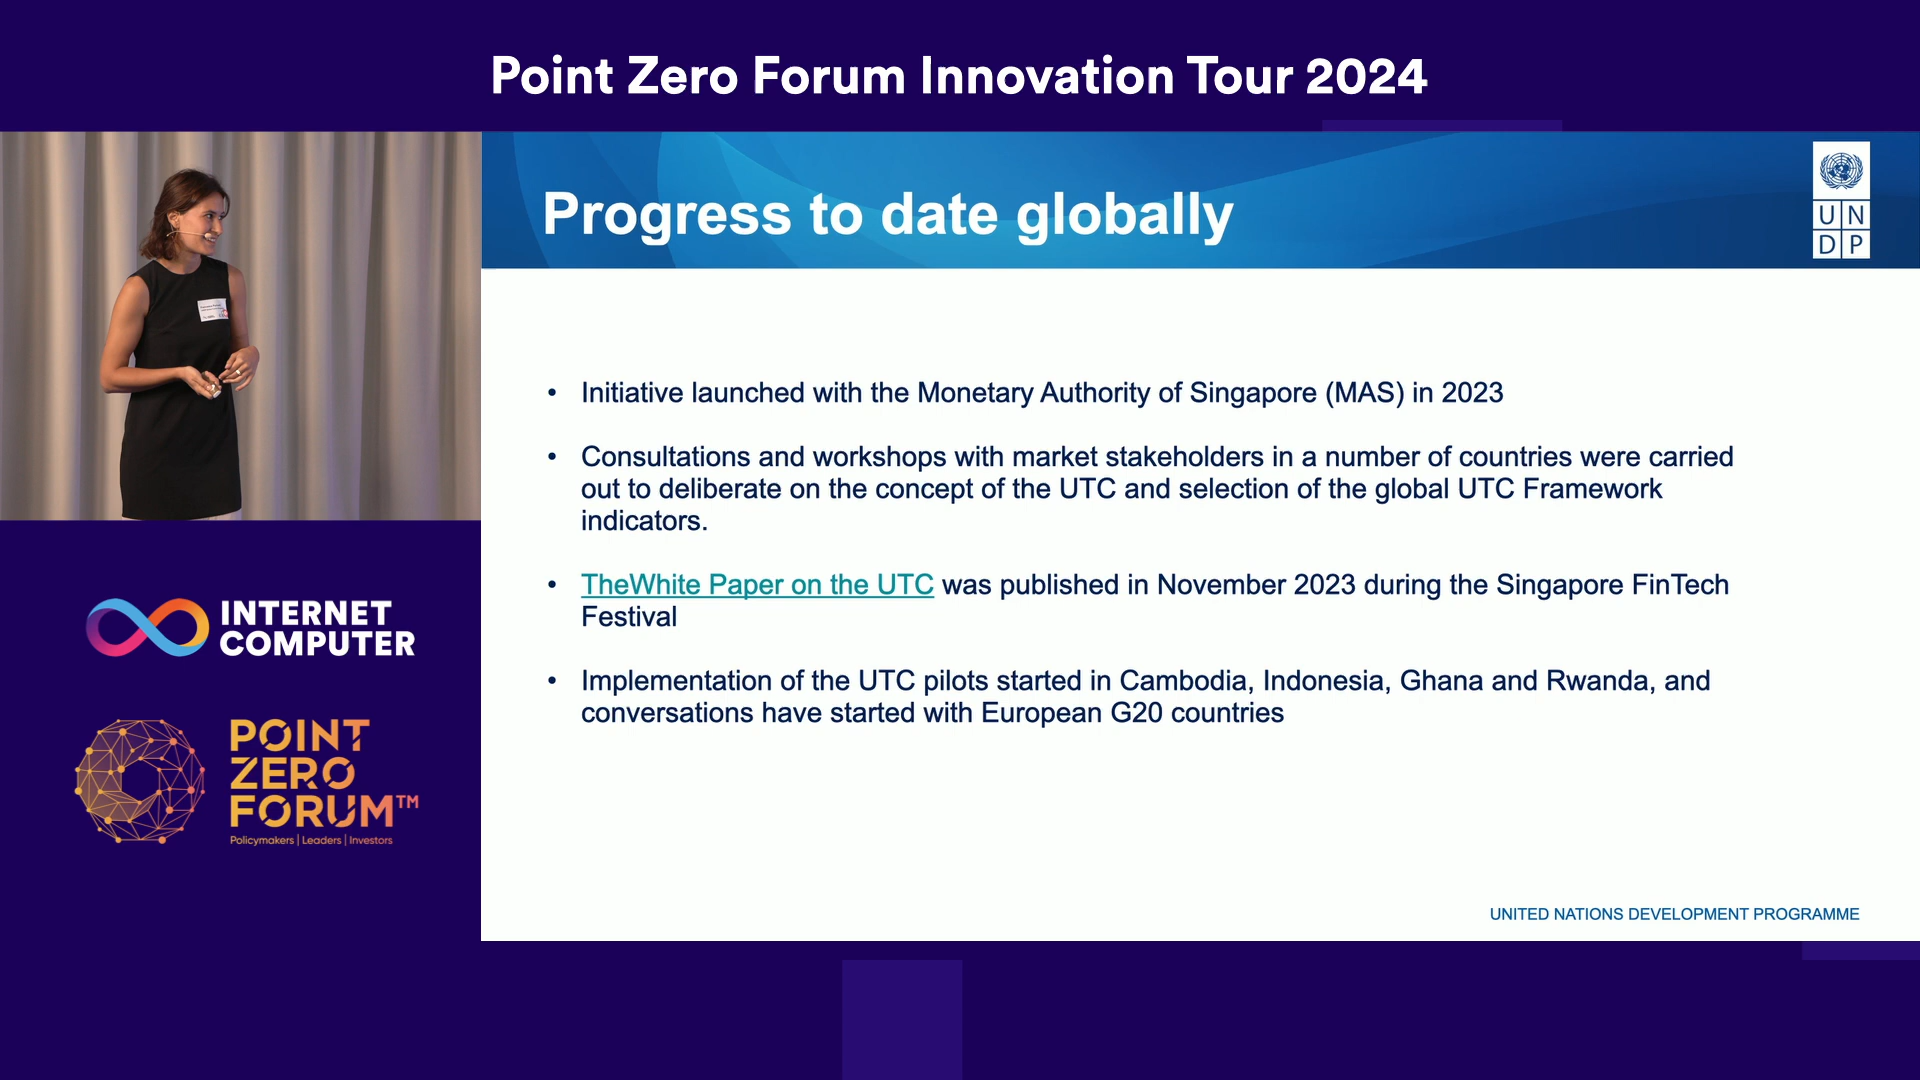 Point Zero Forum Innovation Tour 2024
Progress to date globally
U N
D P
• Initiative launched with the Monetary Authority of Singapore (MAS) in 2023
• Consultations and workshops with market stakeholders in a number of countries were carried
out to deliberate on the concept of the UTC and selection of the global UTC Framework
indicators.
• TheWhite Paper on the UTC was published in November 2023 during the Singapore FinTech
Festival
• Implementation of the UTC pilots started in Cambodia, Indonesia, Ghana and Rwanda, and
conversations have started with European G20 countries
UNITED NATIONS DEVELOPMENT PROGRAMME
INTERNET
COMPUTER
POINT
ZERO
FORUM™
Policymakers | Leaders | Investors